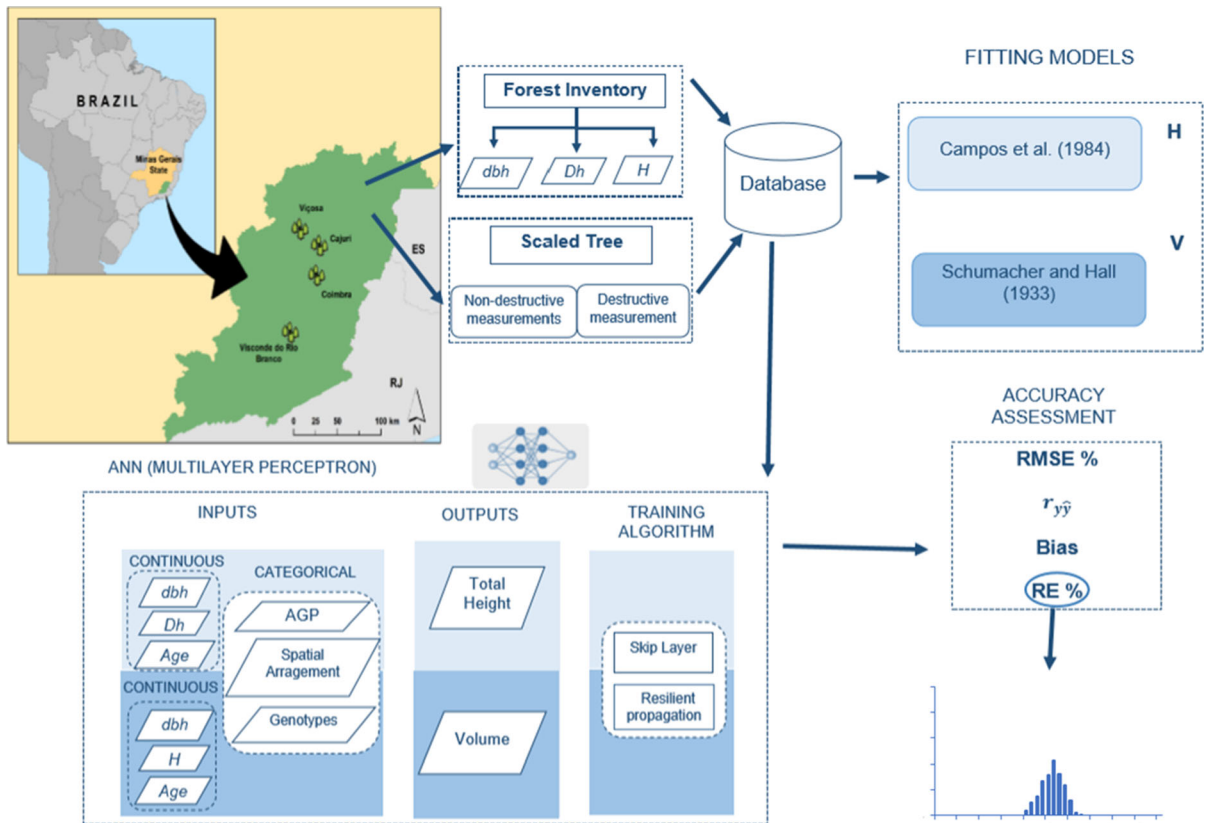 BRAZIL
Minas Gerais
State
Viçosa
Cajuri
Coimbra
Visconde do Rio
Branco
ES
RJ
0 25 50 100 km
N
Forest Inventory
dbh
Dh
H
Scaled Tree
Non-destructive
measurements
Destructive
measurement
Database
FITTING MODELS
Campos et al. (1984)
H
V
Schumacher and Hall
(1933)
ACCURACY
ASSESSMENT
RMSE %
r_{yŷ}
Bias
RE %
ANN (MULTILAYER PERCEPTRON)
INPUTS
CONTINUOUS
dbh
Dh
Age
CONTINUOUS
dbh
H
Age
CATEGORICAL
AGP
Spatial
Arragement
Genotypes
OUTPUTS
Total
Height
Volume
TRAINING
ALGORITHM
Skip Layer
Resilient
propagation